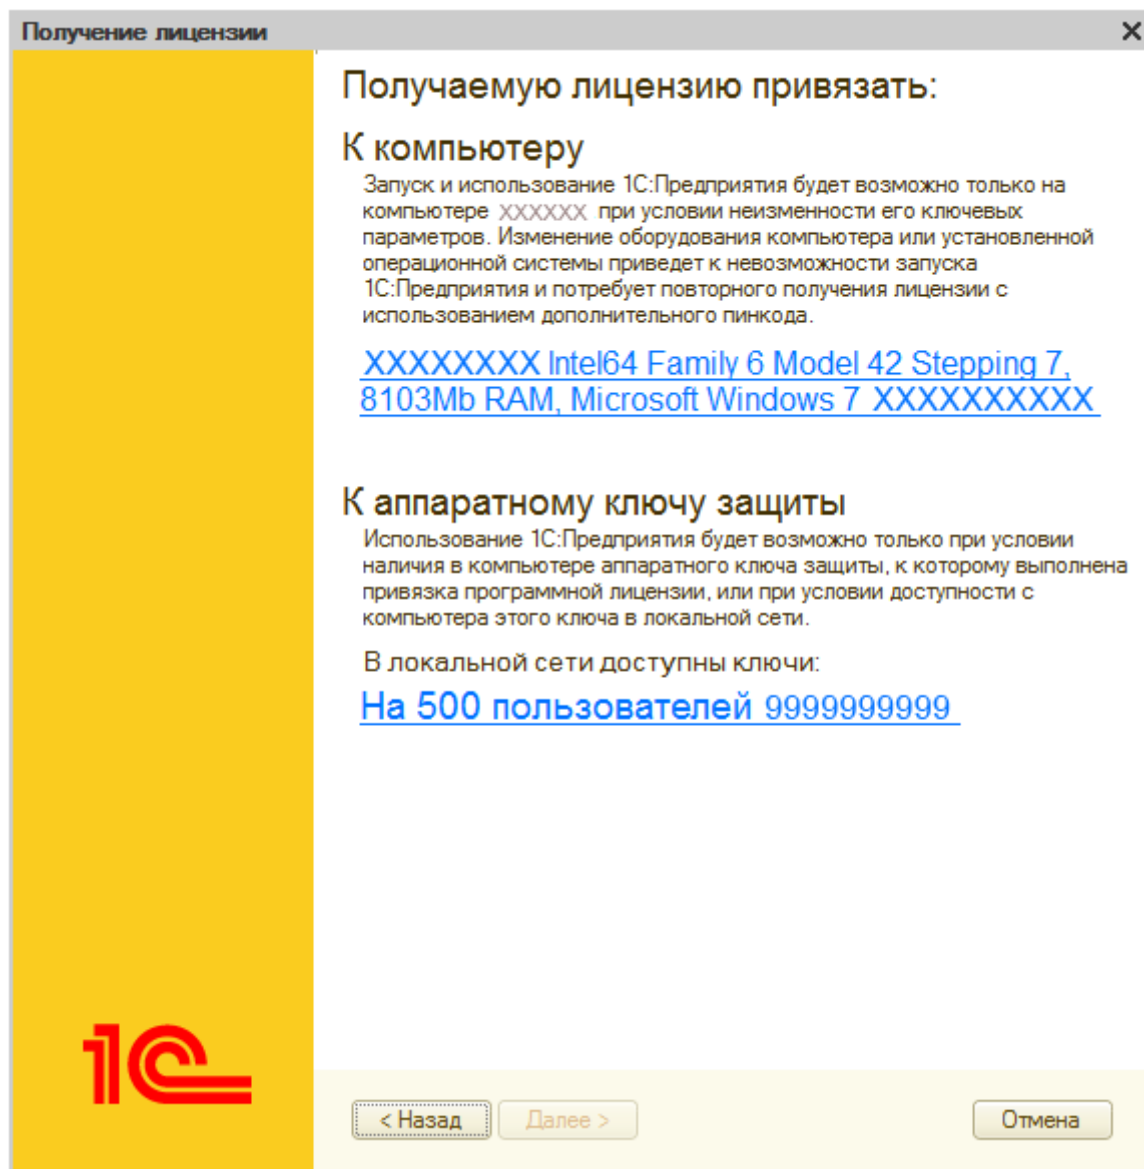 Получение лицензии
Получаемую лицензию привязать:
К компьютеру
Запуск и использование 1С:Предприятия будет возможно только на
компьютере XXXXXX при условии неизменности его ключевых
параметров. Изменение оборудования компьютера или установленной
операционной системы приведет к невозможности запуска
1С:Предприятия и потребует повторного получения лицензии с
использованием дополнительного пинкода.
XXXXXXXX Intel64 Family 6 Model 42 Stepping 7,
8103Mb RAM, Microsoft Windows 7 XXXXXXXXXX
К аппаратному ключу защиты
Использование 1С:Предприятия будет возможно только при условии
наличия в компьютере аппаратного ключа защиты, к которому выполнена
привязка программной лицензии, или при условии доступности с
компьютера этого ключа в локальной сети.
В локальной сети доступны ключи:
На 500 пользователей 9999999999
1С
< Назад Далее > Отмена